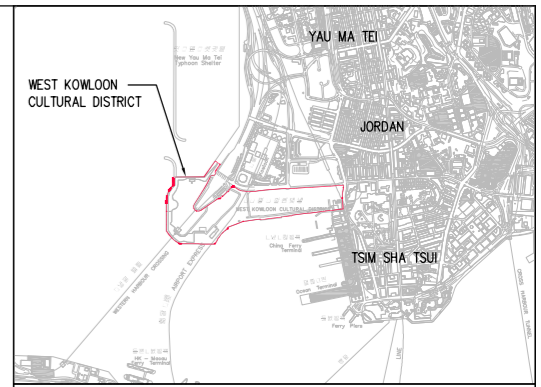 YAU MA TEI
New Yau Ma Tei
Typhoon Shelter
WEST KOWLOON
CULTURAL DISTRICT
JORDAN
WEST KOWLOON CULTURAL DISTRICT
China Ferry
Terminal
TSIM SHA TSUI
WESTERN HARBOUR CROSSING
AIRPORT EXPRESS
Ocean Terminal
CROSS HARBOUR TUNNEL
Ferry Piers
HK - Macau
Ferry Terminal
LINE